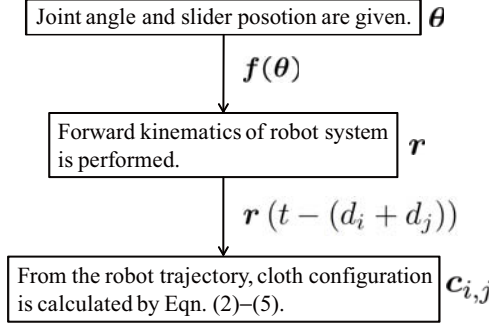 Joint angle and slider posotion are given. θ
f(θ)
Forward kinematics of robot system
is performed.
r
r (t − (d_i + d_j))
From the robot trajectory, cloth configuration
is calculated by Eqn. (2)–(5).
c_{i,j}